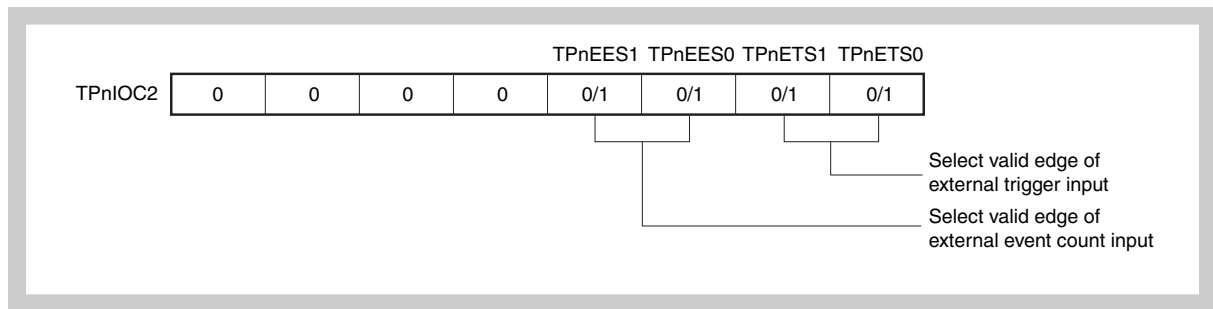 TPnEES1 TPnEES0 TPnETS1 TPnETS0
TPnIOC2 0 0 0 0 0/1 0/1 0/1 0/1
Select valid edge of
external trigger input
Select valid edge of
external event count input